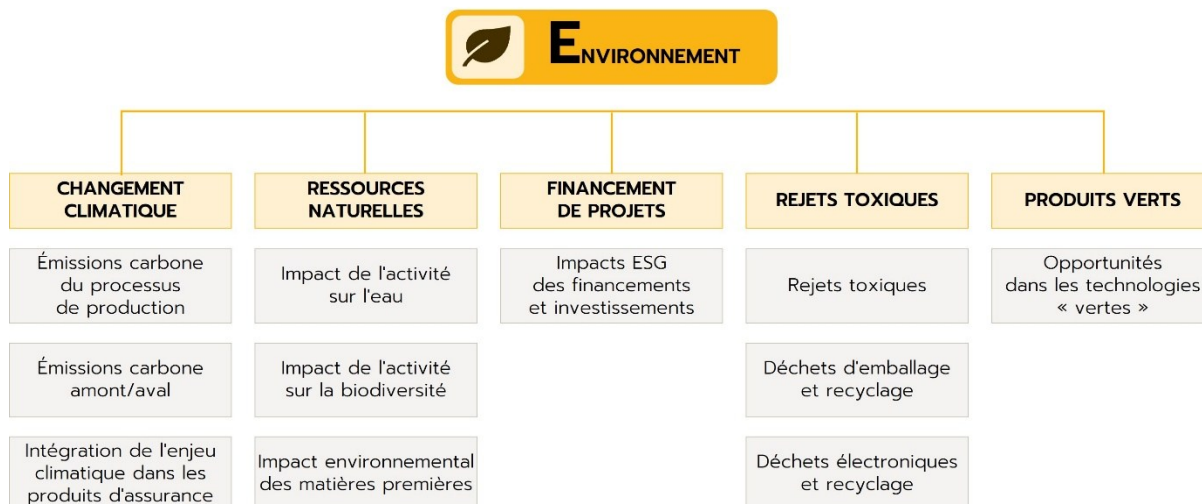 ENVIRONNEMENT
CHANGEMENT
CLIMATIQUE
Émissions carbone
du processus
de production
Émissions carbone
amont/aval
Intégration de l'enjeu
climatique dans les
produits d'assurance
RESSOURCES
NATURELLES
Impact de l'activité
sur l'eau
Impact de l'activité
sur la biodiversité
Impact environnemental
des matières premières
FINANCEMENT
DE PROJETS
Impacts ESG
des financements
et investissements
REJETS TOXIQUES
Rejets toxiques
Déchets d'emballage
et recyclage
Déchets électroniques
et recyclage
PRODUITS VERTS
Opportunités
dans les technologies
« vertes »